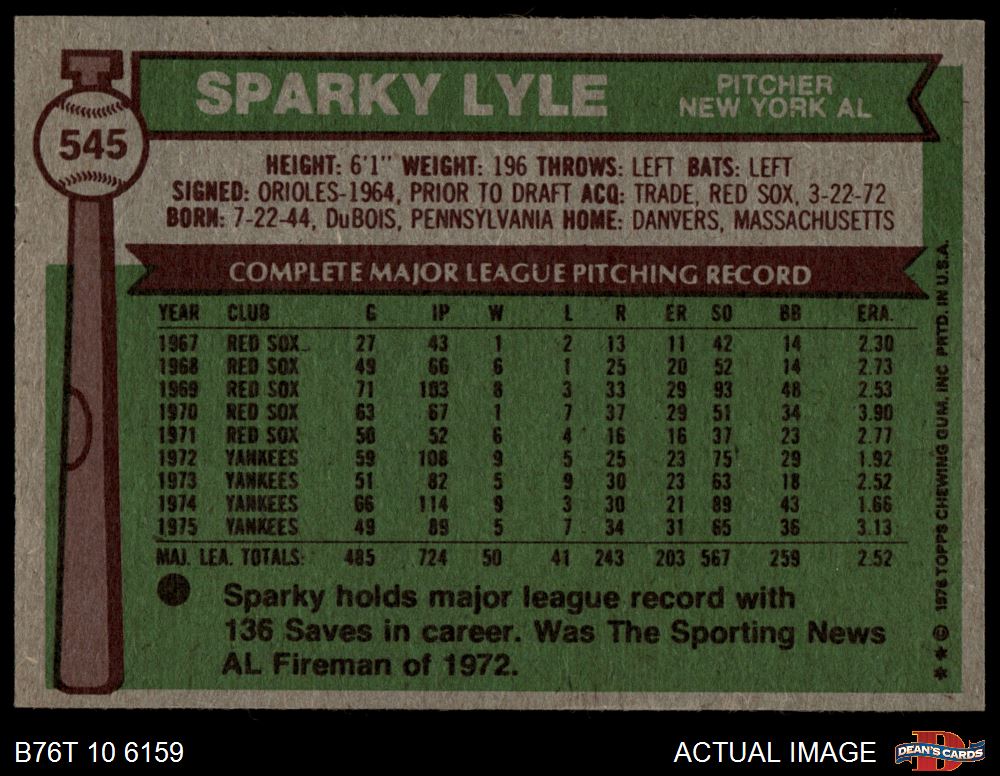 545
SPARKY LYLE
PITCHER
NEW YORK AL
HEIGHT: 6'1" WEIGHT: 196 THROWS: LEFT BATS: LEFT
SIGNED: ORIOLES-1964, PRIOR TO DRAFT ACQ: TRADE, RED SOX, 3-22-72
BORN: 7-22-44, DuBOIS, PENNSYLVANIA HOME: DANVERS, MASSACHUSETTS
COMPLETE MAJOR LEAGUE PITCHING RECORD
YEAR CLUB G IP W L R ER SO BB ERA.
1967 RED SOX 27 43 1 2 13 11 42 14 2.30
1968 RED SOX 49 66 6 1 25 20 52 14 2.73
1969 RED SOX 71 103 8 3 33 29 93 48 2.53
1970 RED SOX 63 67 1 7 37 29 51 34 3.90
1971 RED SOX 50 52 6 4 16 16 37 23 2.77
1972 YANKEES 59 108 9 5 25 23 75 29 1.92
1973 YANKEES 51 82 5 9 30 23 63 18 2.52
1974 YANKEES 66 114 9 3 30 21 89 43 1.66
1975 YANKEES 49 89 5 7 34 31 65 36 3.13
MAJ. LEA. TOTALS: 485 724 50 41 243 203 567 259 2.52
Sparky holds major league record with
136 Saves in career. Was The Sporting News
AL Fireman of 1972.
★★ © 1976 TOPPS CHEWING GUM, INC PRTD. IN U.S.A.
B76T 10 6159
ACTUAL IMAGE
DEAN'S CARDS